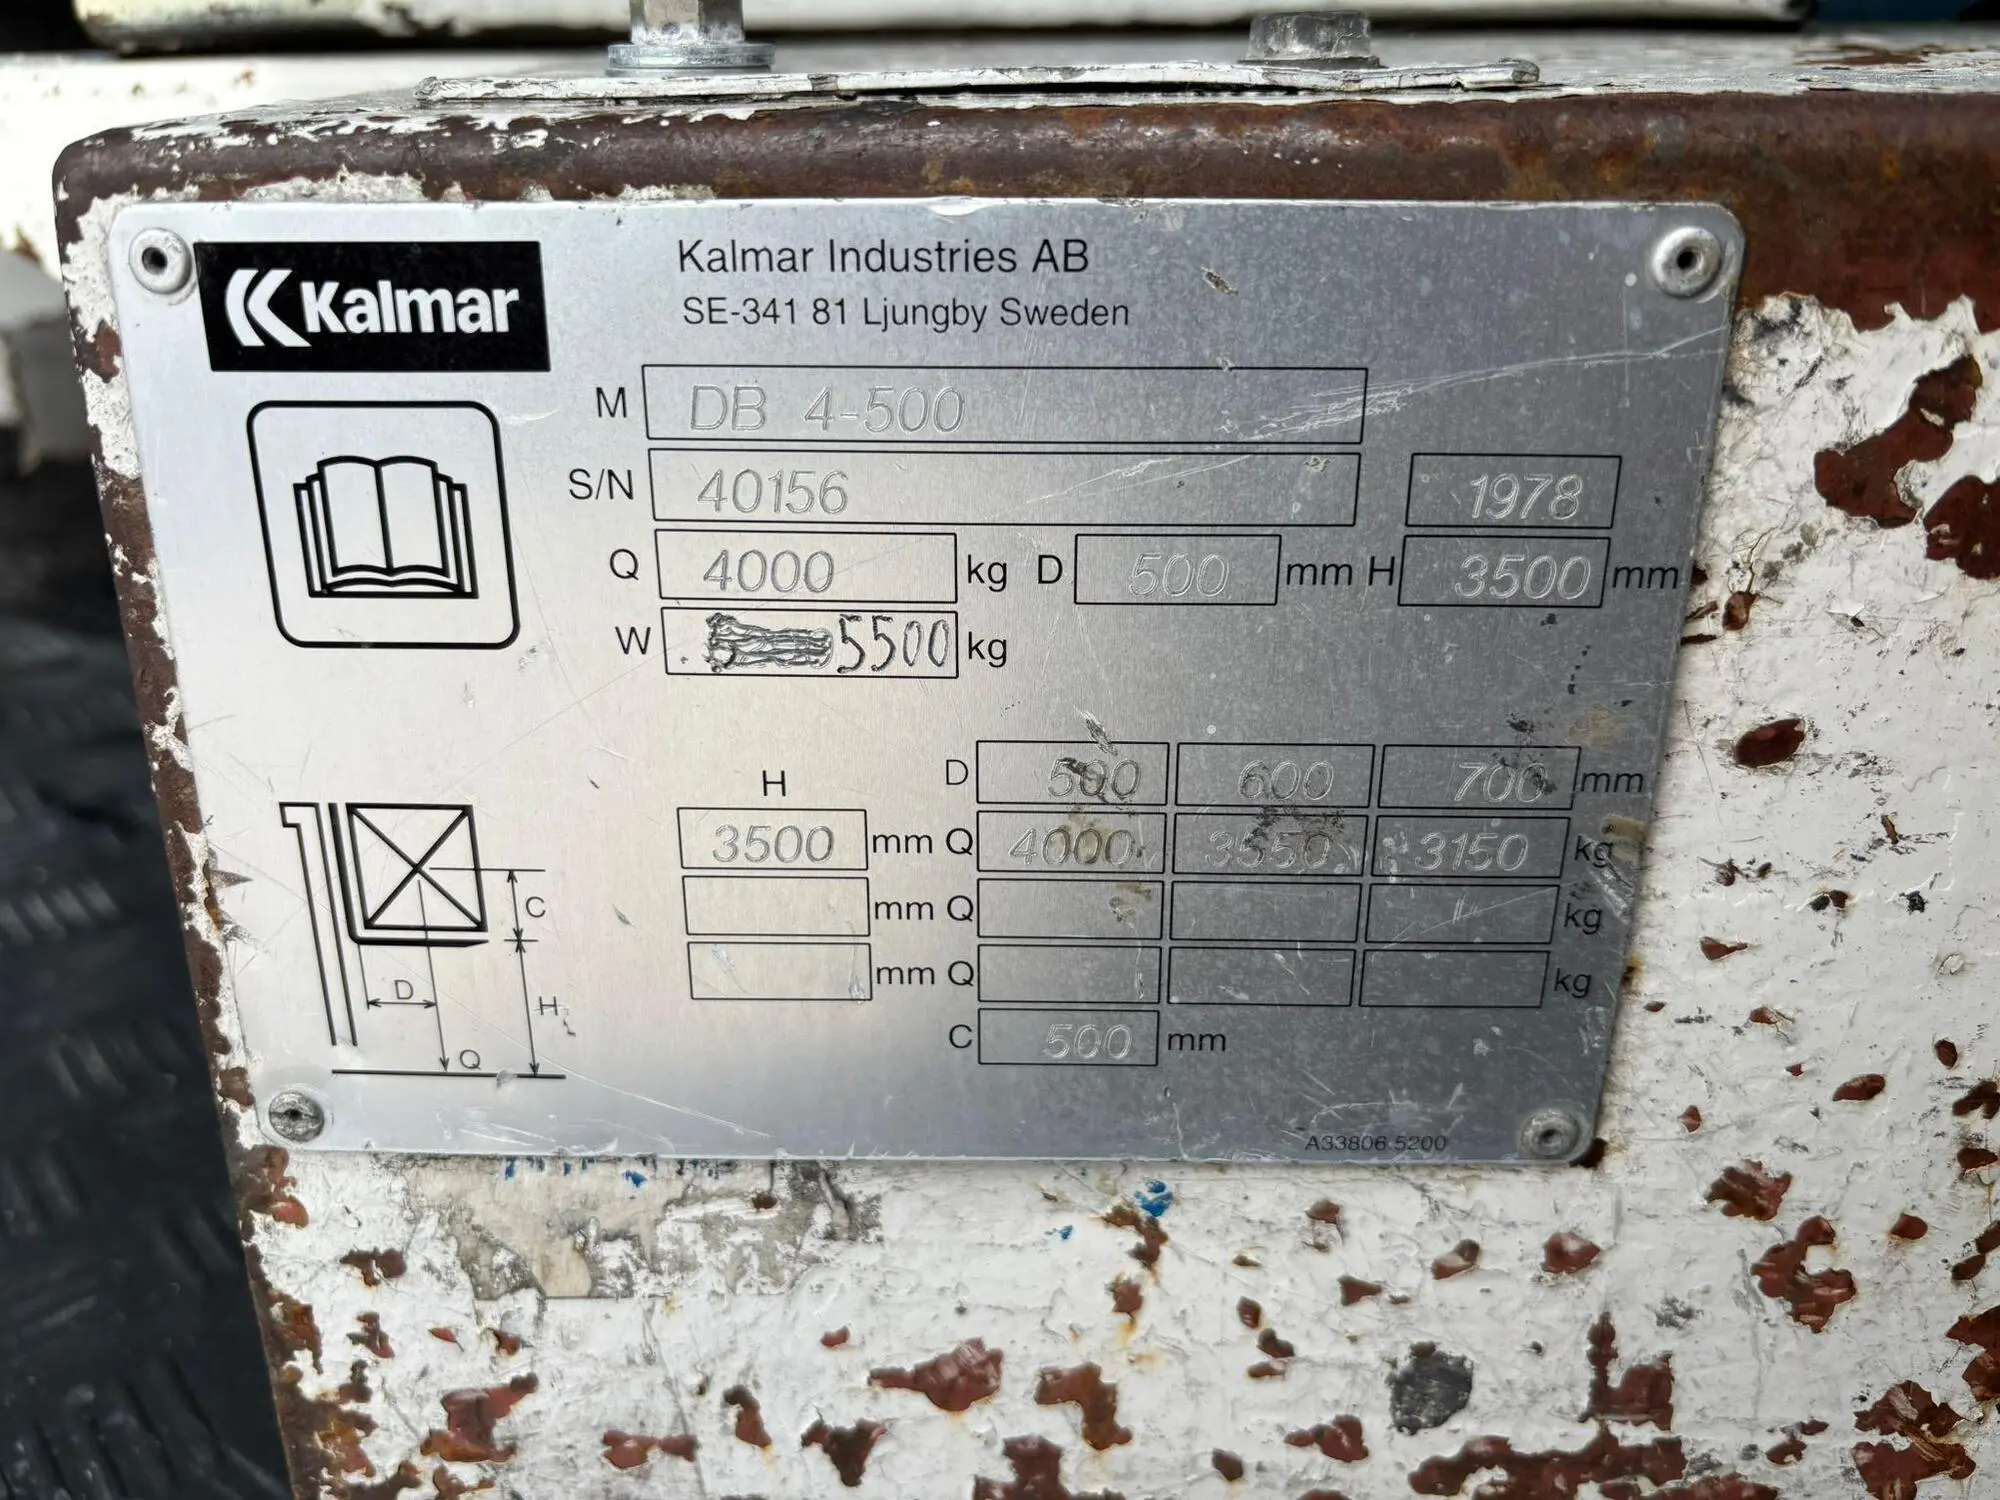 Kalmar
Kalmar Industries AB
SE-341 81 Ljungby Sweden
M DB 4-500
S/N 40156 1978
Q 4000 kg D 500 mm H 3500 mm
W 5500 kg
H D 500 600 700 mm
3500 mm Q 4000 3550 3150 kg
mm Q kg
mm Q kg
C 500 mm
C
D H
Q
A33806.5200